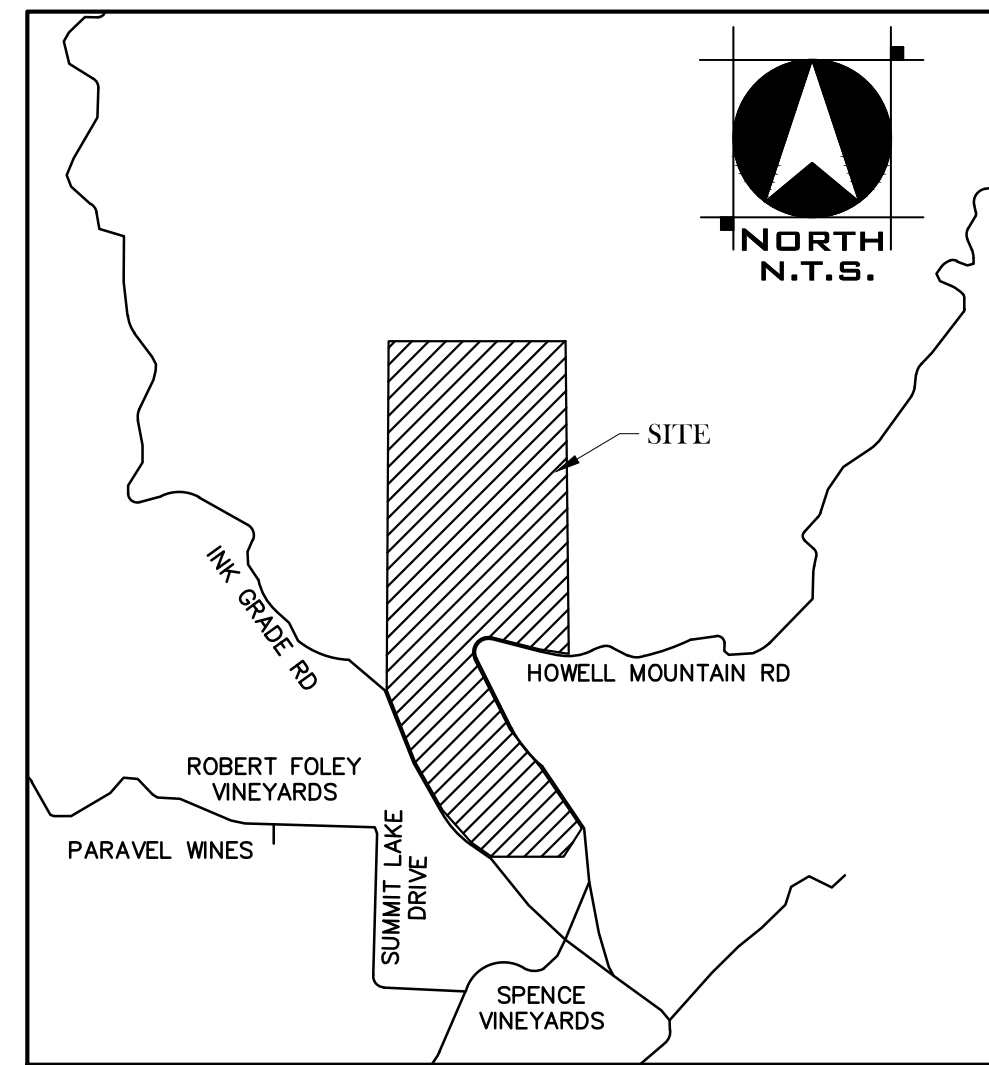 NORTH
N.T.S.
SITE
INK GRADE RD
HOWELL MOUNTAIN RD
ROBERT FOLEY
VINEYARDS
PARAVEL WINES
SUMMIT LAKE
DRIVE
SPENCE
VINEYARDS